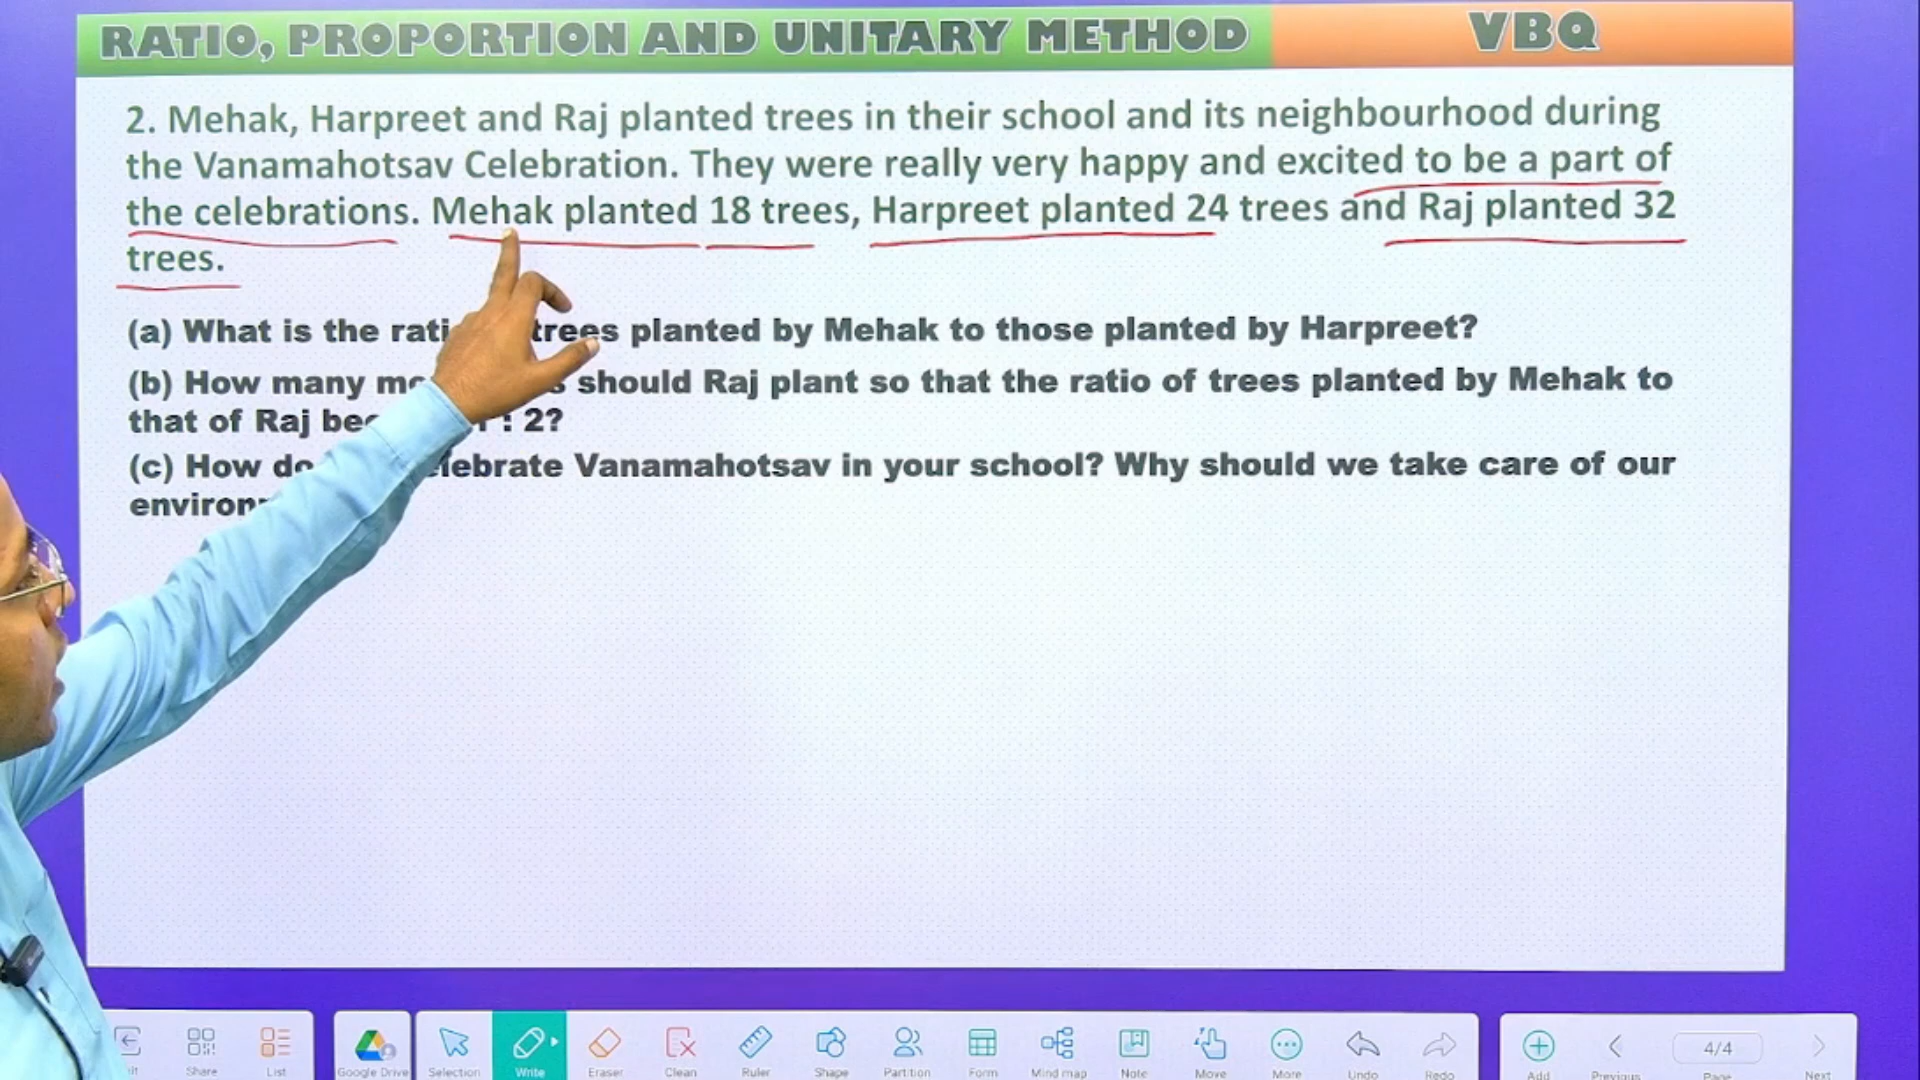 RATIO, PROPORTION AND UNITARY METHOD VBQ
2. Mehak, Harpreet and Raj planted trees in their school and its neighbourhood during
the Vanamahotsav Celebration. They were really very happy and excited to be a part of
the celebrations. Mehak planted 18 trees, Harpreet planted 24 trees and Raj planted 32
trees.
(a) What is the trees planted by Mehak to those planted by Harpreet?
(b) How many should Raj plant so that the ratio of trees planted by Mehak to
that of Raj : 2?
(c) How Vanamahotsav in your school? Why should we take care of our
Share List Google Drive Selection Write Eraser Clean Ruler Shape Partition Form Mind map Note Move More Undo Redo Add Previous 4/4 Page Next